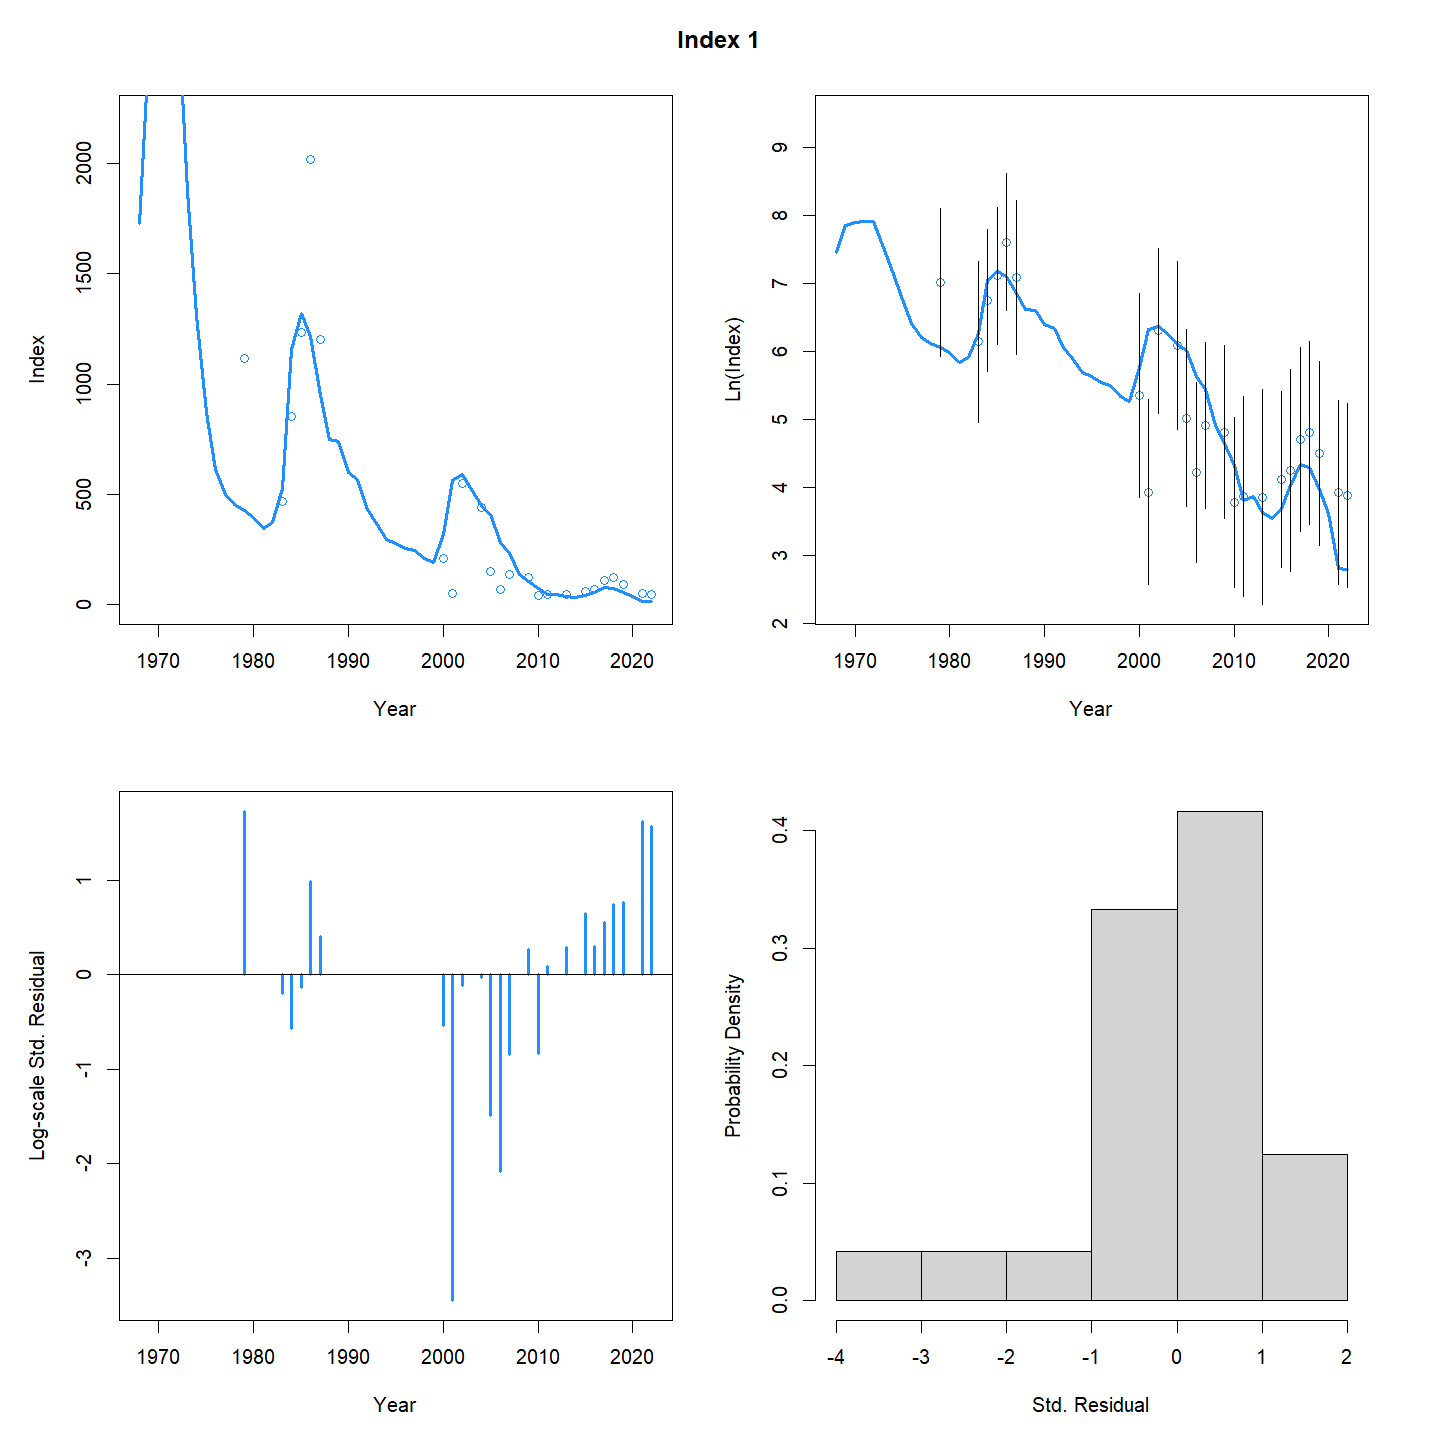 Index 1
Index
2000
1500
1000
500
0
1970 1980 1990 2000 2010 2020
Year
Ln(Index)
9
8
7
6
5
4
3
2
1970 1980 1990 2000 2010 2020
Year
Log-scale Std. Residual
1
0
-1
-2
-3
1970 1980 1990 2000 2010 2020
Year
Probability Density
0.4
0.3
0.2
0.1
0.0
-4 -3 -2 -1 0 1 2
Std. Residual